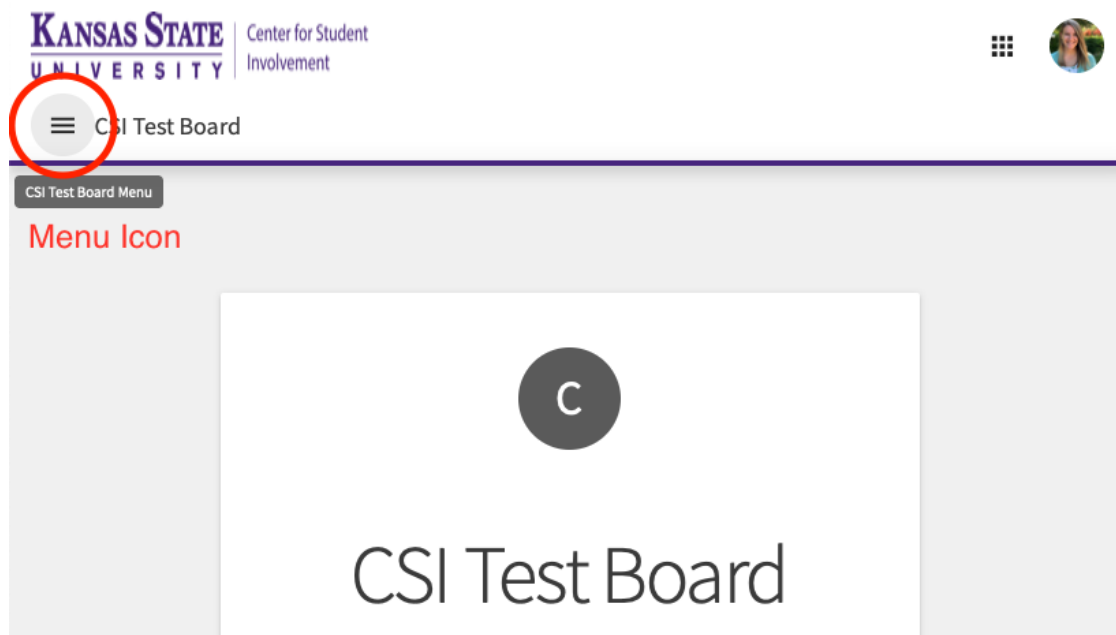 KANSAS STATE
UNIVERSITY
Center for Student
Involvement
CSI Test Board
CSI Test Board Menu
Menu Icon
C
CSI Test Board